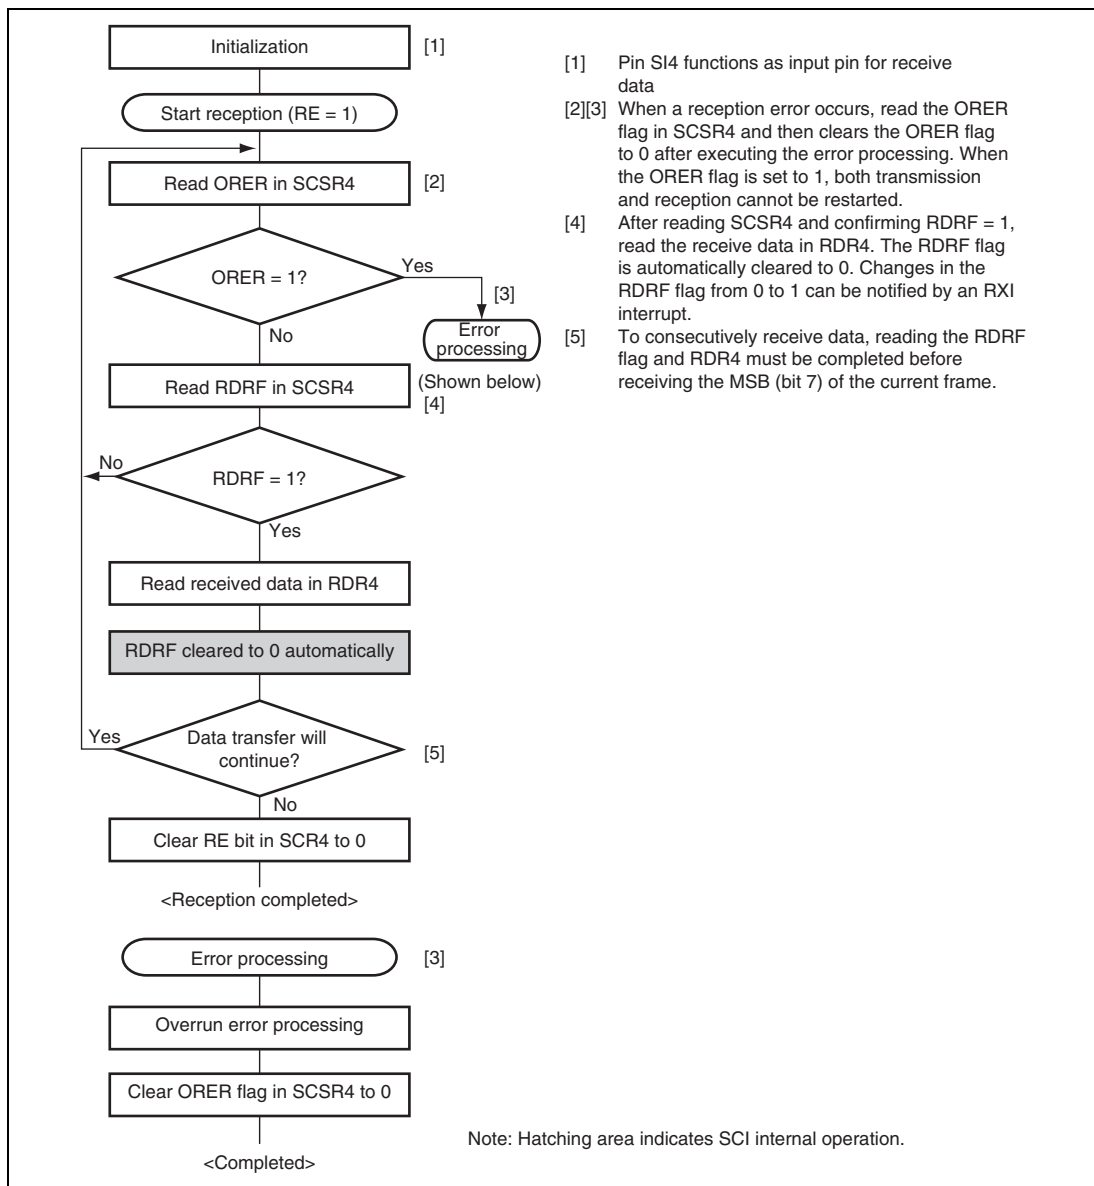 Initialization
[1]
Start reception (RE = 1)
Read ORER in SCSR4
[2]
ORER = 1?
Yes
[3]
No
Error
processing
(Shown below)
Read RDRF in SCSR4
[4]
No
RDRF = 1?
Yes
Read received data in RDR4
RDRF cleared to 0 automatically
Yes
Data transfer will
continue?
[5]
No
Clear RE bit in SCR4 to 0
<Reception completed>
Error processing
[3]
Overrun error processing
Clear ORER flag in SCSR4 to 0
<Completed>
[1] Pin SI4 functions as input pin for receive
data
[2][3] When a reception error occurs, read the ORER
flag in SCSR4 and then clears the ORER flag
to 0 after executing the error processing. When
the ORER flag is set to 1, both transmission
and reception cannot be restarted.
[4] After reading SCSR4 and confirming RDRF = 1,
read the receive data in RDR4. The RDRF flag
is automatically cleared to 0. Changes in the
RDRF flag from 0 to 1 can be notified by an RXI
interrupt.
[5] To consecutively receive data, reading the RDRF
flag and RDR4 must be completed before
receiving the MSB (bit 7) of the current frame.
Note: Hatching area indicates SCI internal operation.